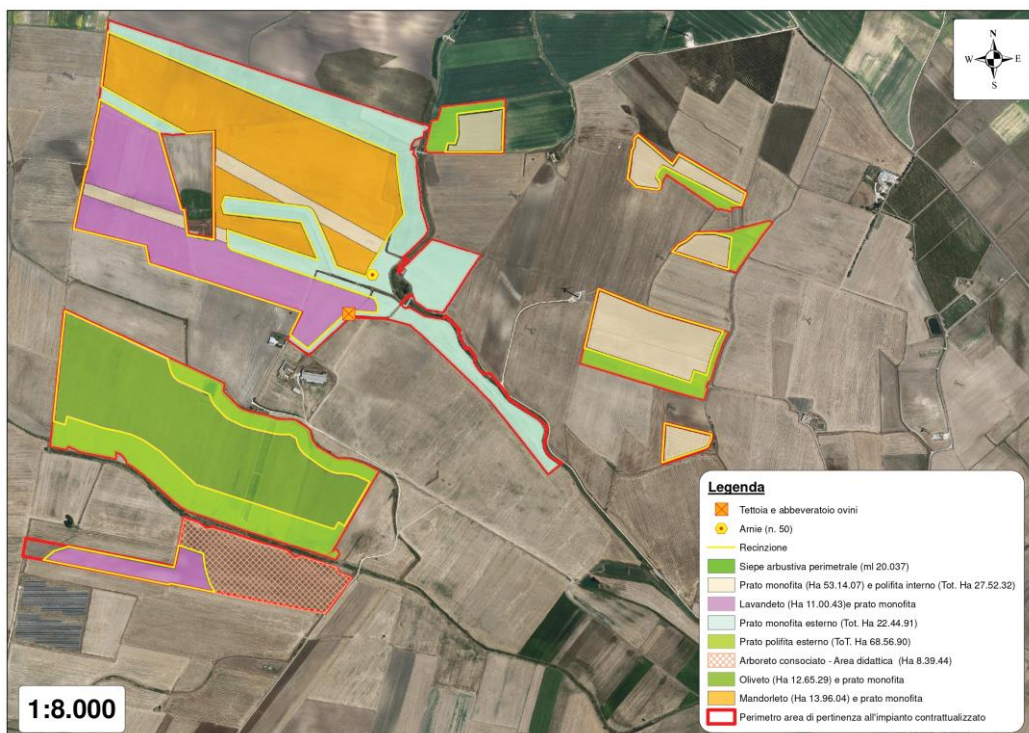 N
W E
S
Legenda
Tettoia e abbeveratoio ovini
Arnie (n. 50)
Recinzione
Siepe arbustiva perimetrale (ml 20.037)
Prato monofita (Ha 53.14.07) e polifita interno (Tot. Ha 27.52.32)
Lavandeto (Ha 11.00.43)e prato monofita
Prato monofita esterno (Tot. Ha 22.44.91)
Prato polifita esterno (ToT. Ha 68.56.90)
Arboreto consociato - Area didattica (Ha 8.39.44)
Oliveto (Ha 12.65.29) e prato monofita
Mandorleto (Ha 13.96.04) e prato monofita
Perimetro area di pertinenza all'impianto contrattualizzato
1:8.000